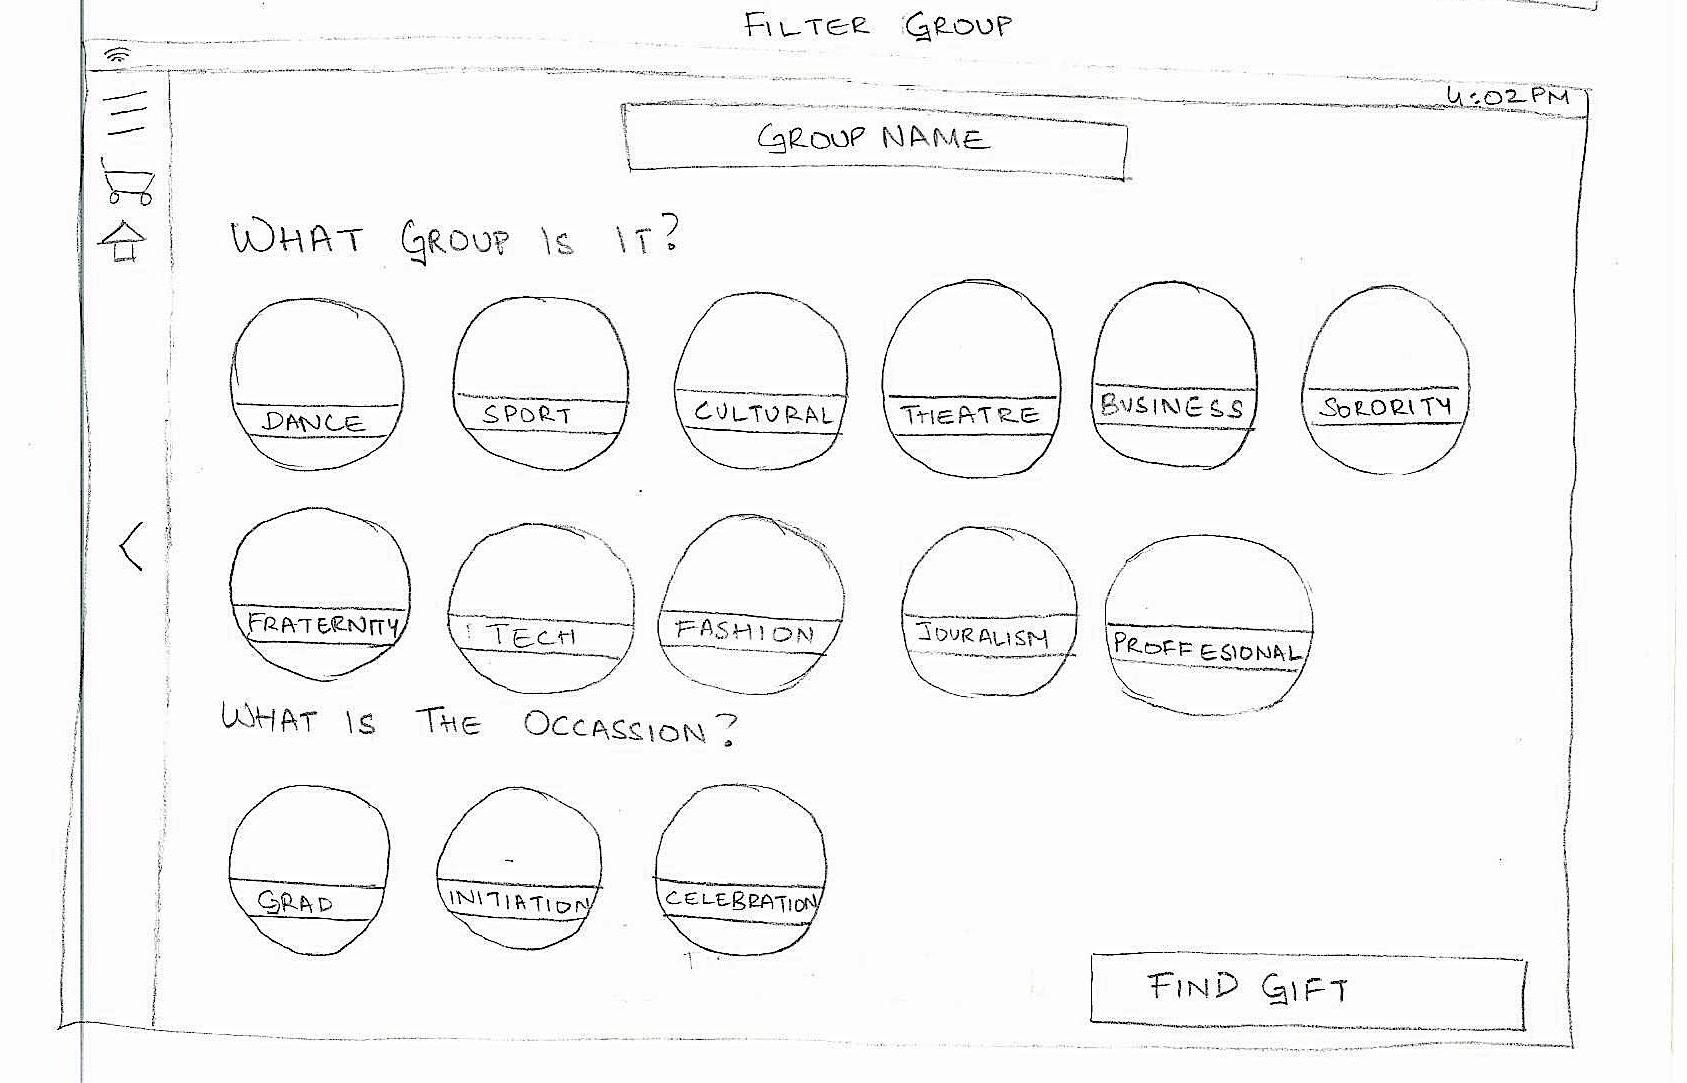 FILTER GROUP
4:02 PM
GROUP NAME
WHAT GROUP IS IT?
DANCE SPORT CULTURAL THEATRE BUSINESS SORORITY
FRATERNITY TECH FASHION JOURALISM PROFFESIONAL
WHAT IS THE OCCASSION?
GRAD INITIATION CELEBRATION
FIND GIFT